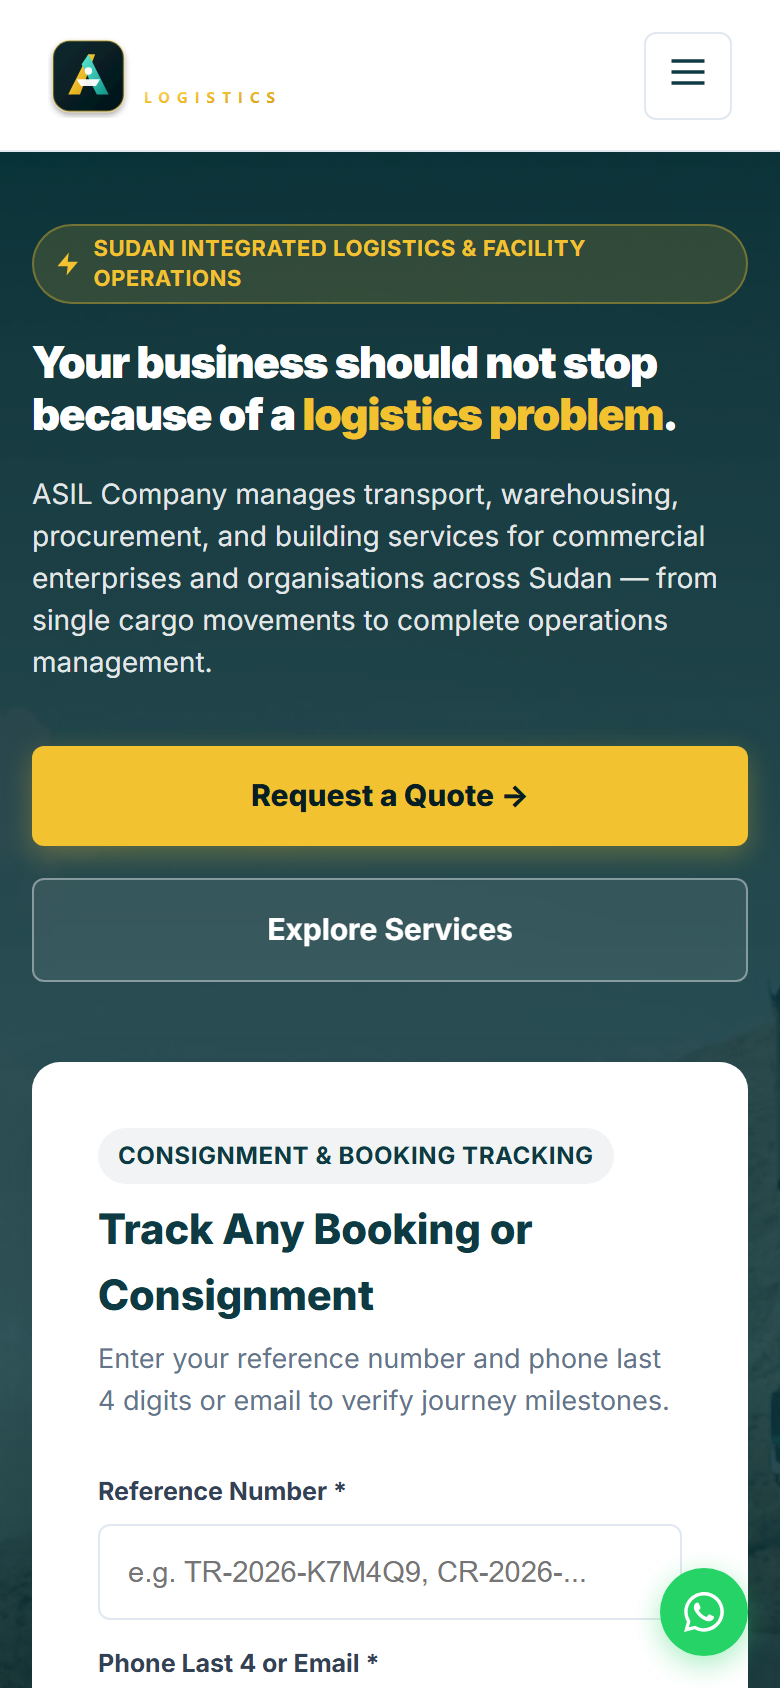 LOGISTICS
SUDAN INTEGRATED LOGISTICS & FACILITY
OPERATIONS
Your business should not stop
because of a logistics problem.
ASIL Company manages transport, warehousing,
procurement, and building services for commercial
enterprises and organisations across Sudan — from
single cargo movements to complete operations
management.
Request a Quote →
Explore Services
CONSIGNMENT & BOOKING TRACKING
Track Any Booking or
Consignment
Enter your reference number and phone last
4 digits or email to verify journey milestones.
Reference Number *
e.g. TR-2026-K7M4Q9, CR-2026-...
Phone Last 4 or Email *